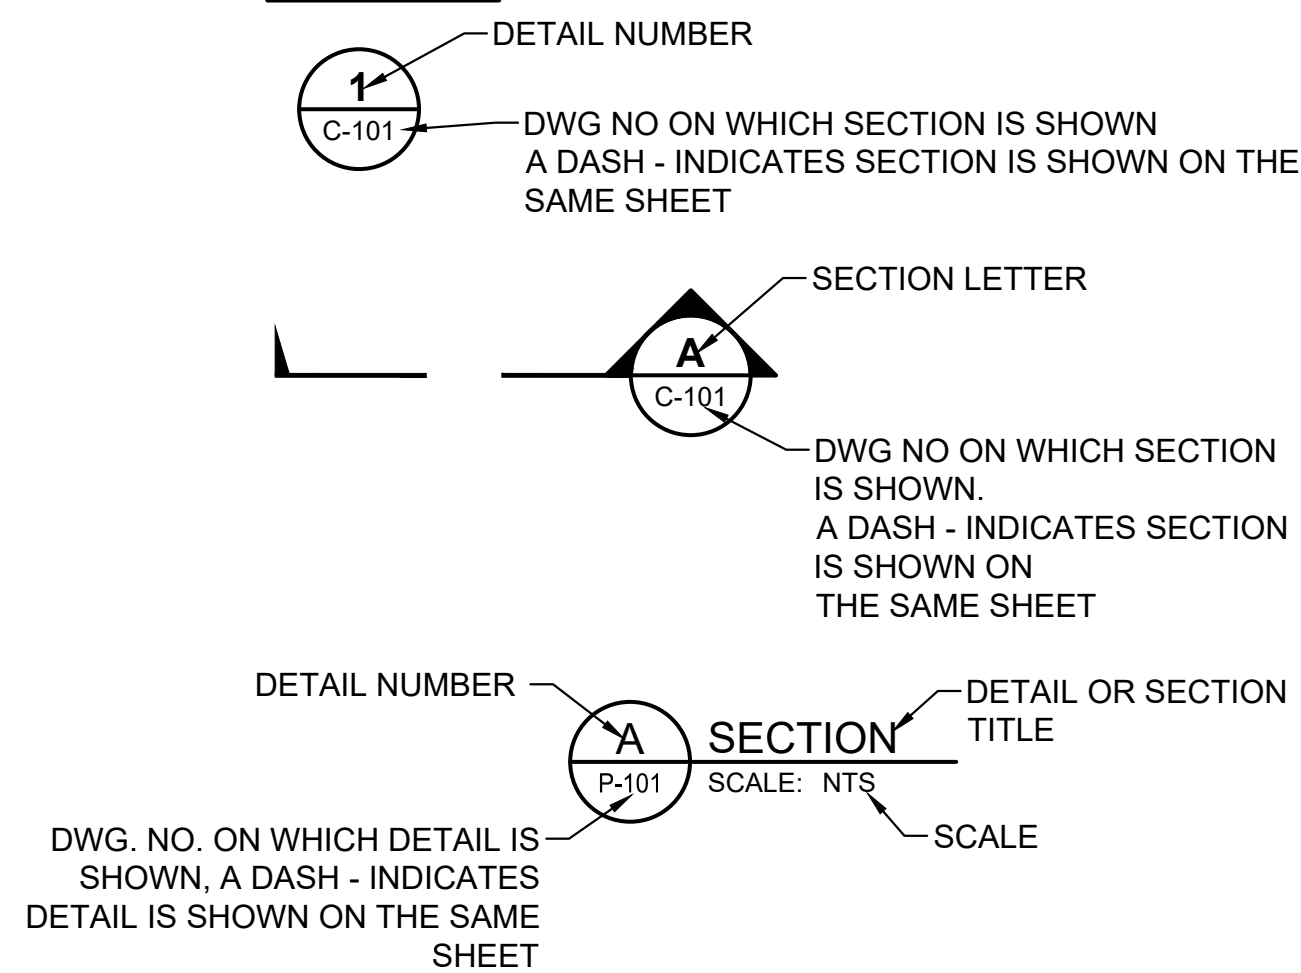 DETAIL NUMBER
1
C-101
DWG NO ON WHICH SECTION IS SHOWN
A DASH - INDICATES SECTION IS SHOWN ON THE
SAME SHEET
SECTION LETTER
A
C-101
DWG NO ON WHICH SECTION
IS SHOWN.
A DASH - INDICATES SECTION
IS SHOWN ON
THE SAME SHEET
DETAIL NUMBER
DETAIL OR SECTION
TITLE
A
SECTION
P-101
SCALE: NTS
SCALE
DWG. NO. ON WHICH DETAIL IS
SHOWN, A DASH - INDICATES
DETAIL IS SHOWN ON THE SAME
SHEET